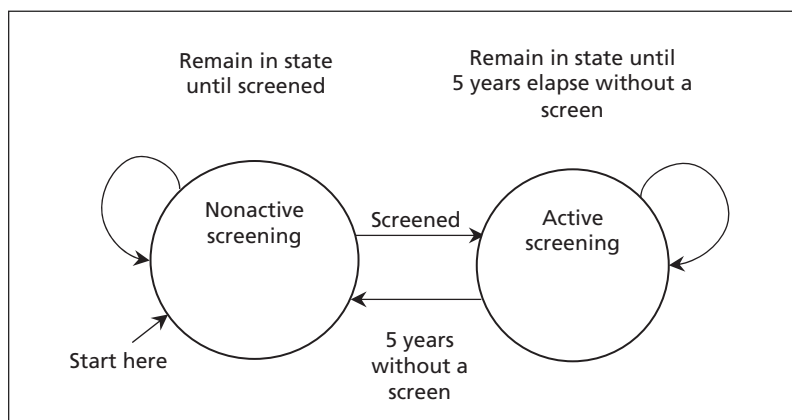 Remain in state
until screened
Remain in state until
5 years elapse without a
screen
Nonactive
screening
Screened
Active
screening
Start here
5 years
without a
screen